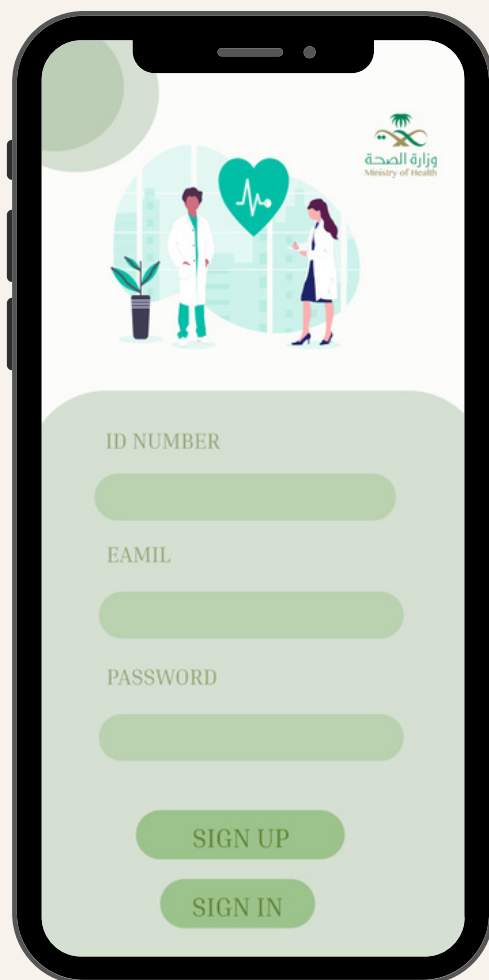 وزارة الصحة
Ministry of Health
ID NUMBER
EAMIL
PASSWORD
SIGN UP
SIGN IN